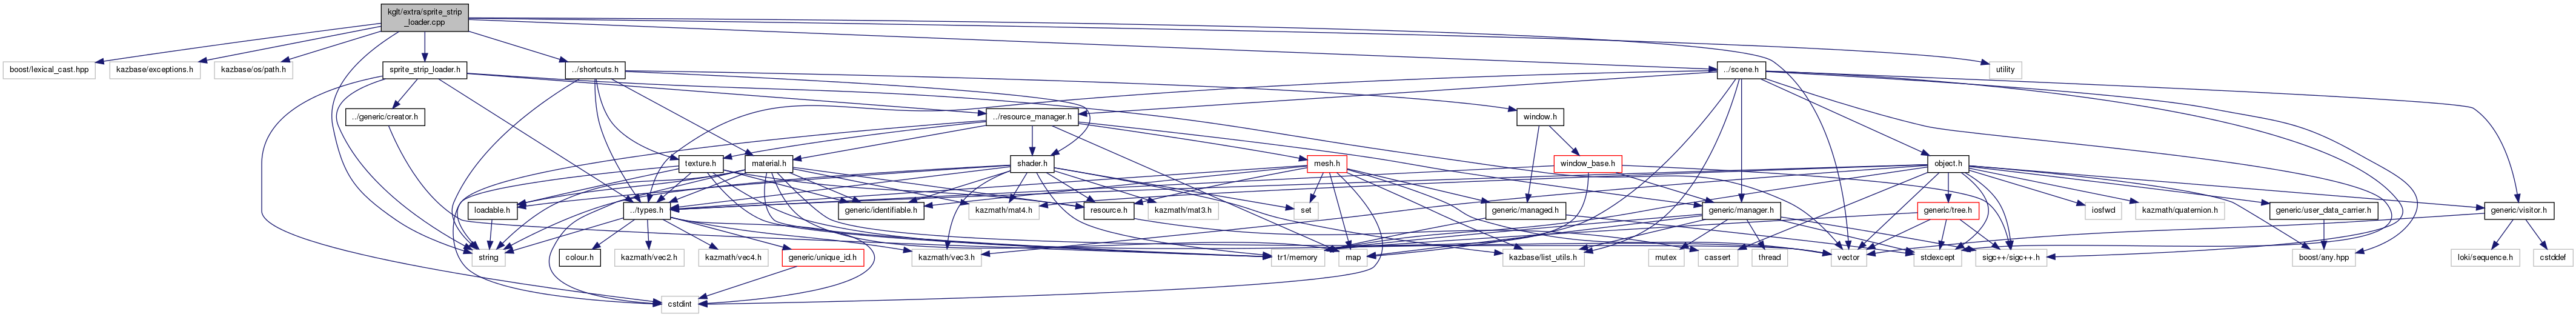 kglt/extra/sprite_strip
_loader.cpp
boost/lexical_cast.hpp
kazbase/exceptions.h
kazbase/os/path.h
sprite_strip_loader.h
../shortcuts.h
../scene.h
utility
../generic/creator.h
../resource_manager.h
window.h
texture.h
material.h
shader.h
mesh.h
window_base.h
object.h
loadable.h
../types.h
generic/identifiable.h
kazmath/mat4.h
resource.h
kazmath/mat3.h
set
generic/managed.h
generic/manager.h
generic/tree.h
iosfwd
kazmath/quaternion.h
generic/user_data_carrier.h
generic/visitor.h
string
colour.h
kazmath/vec2.h
kazmath/vec4.h
generic/unique_id.h
kazmath/vec3.h
tr1/memory
map
kazbase/list_utils.h
mutex
cassert
thread
vector
stdexcept
sigc++/sigc++.h
boost/any.hpp
loki/sequence.h
cstddef
cstdint